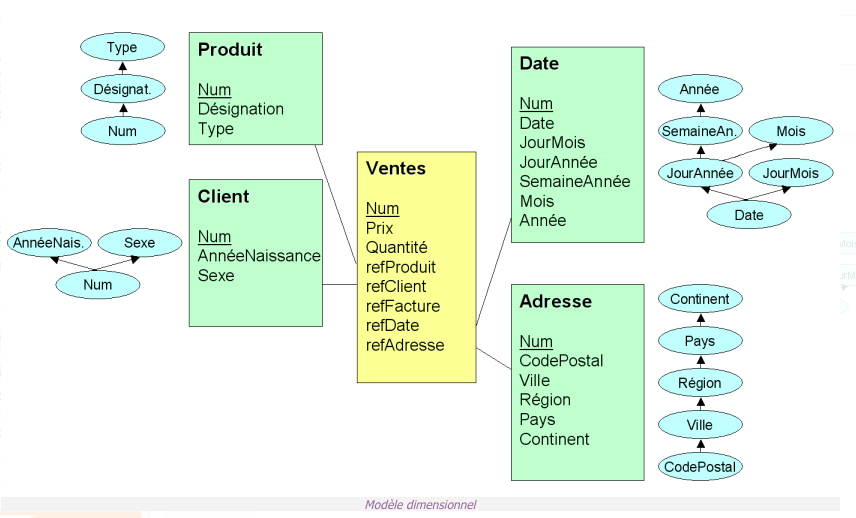 Type
Désignat.
Num
Produit
Num
Désignation
Type
Client
Num
AnnéeNaissance
Sexe
AnnéeNais.
Sexe
Num
Ventes
Num
Prix
Quantité
refProduit
refClient
refFacture
refDate
refAdresse
Date
Num
Date
JourMois
JourAnnée
SemaineAnnée
Mois
Année
Année
SemaineAn.
Mois
JourAnnée
JourMois
Date
Adresse
Num
CodePostal
Ville
Région
Pays
Continent
Continent
Pays
Région
Ville
CodePostal
Modèle dimensionnel